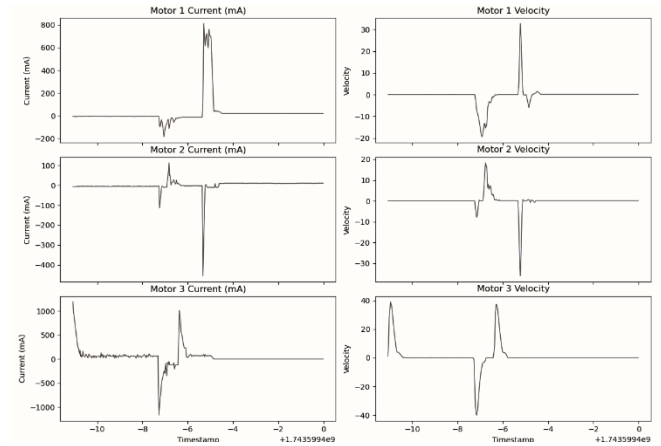 Motor 1 Current (mA)
Motor 1 Velocity
Current (mA)
800
600
400
200
0
−200
Velocity
30
20
10
0
−10
−20
Motor 2 Current (mA)
Motor 2 Velocity
Current (mA)
100
0
−100
−200
−300
−400
Velocity
20
10
0
−10
−20
−30
Motor 3 Current (mA)
Motor 3 Velocity
Current (mA)
1000
500
0
−500
−1000
Velocity
40
20
0
−20
−40
−10 −8 −6 −4 −2 0
Timestamp
+1.7435994e9
−10 −8 −6 −4 −2 0
Timestamp
+1.7435994e9